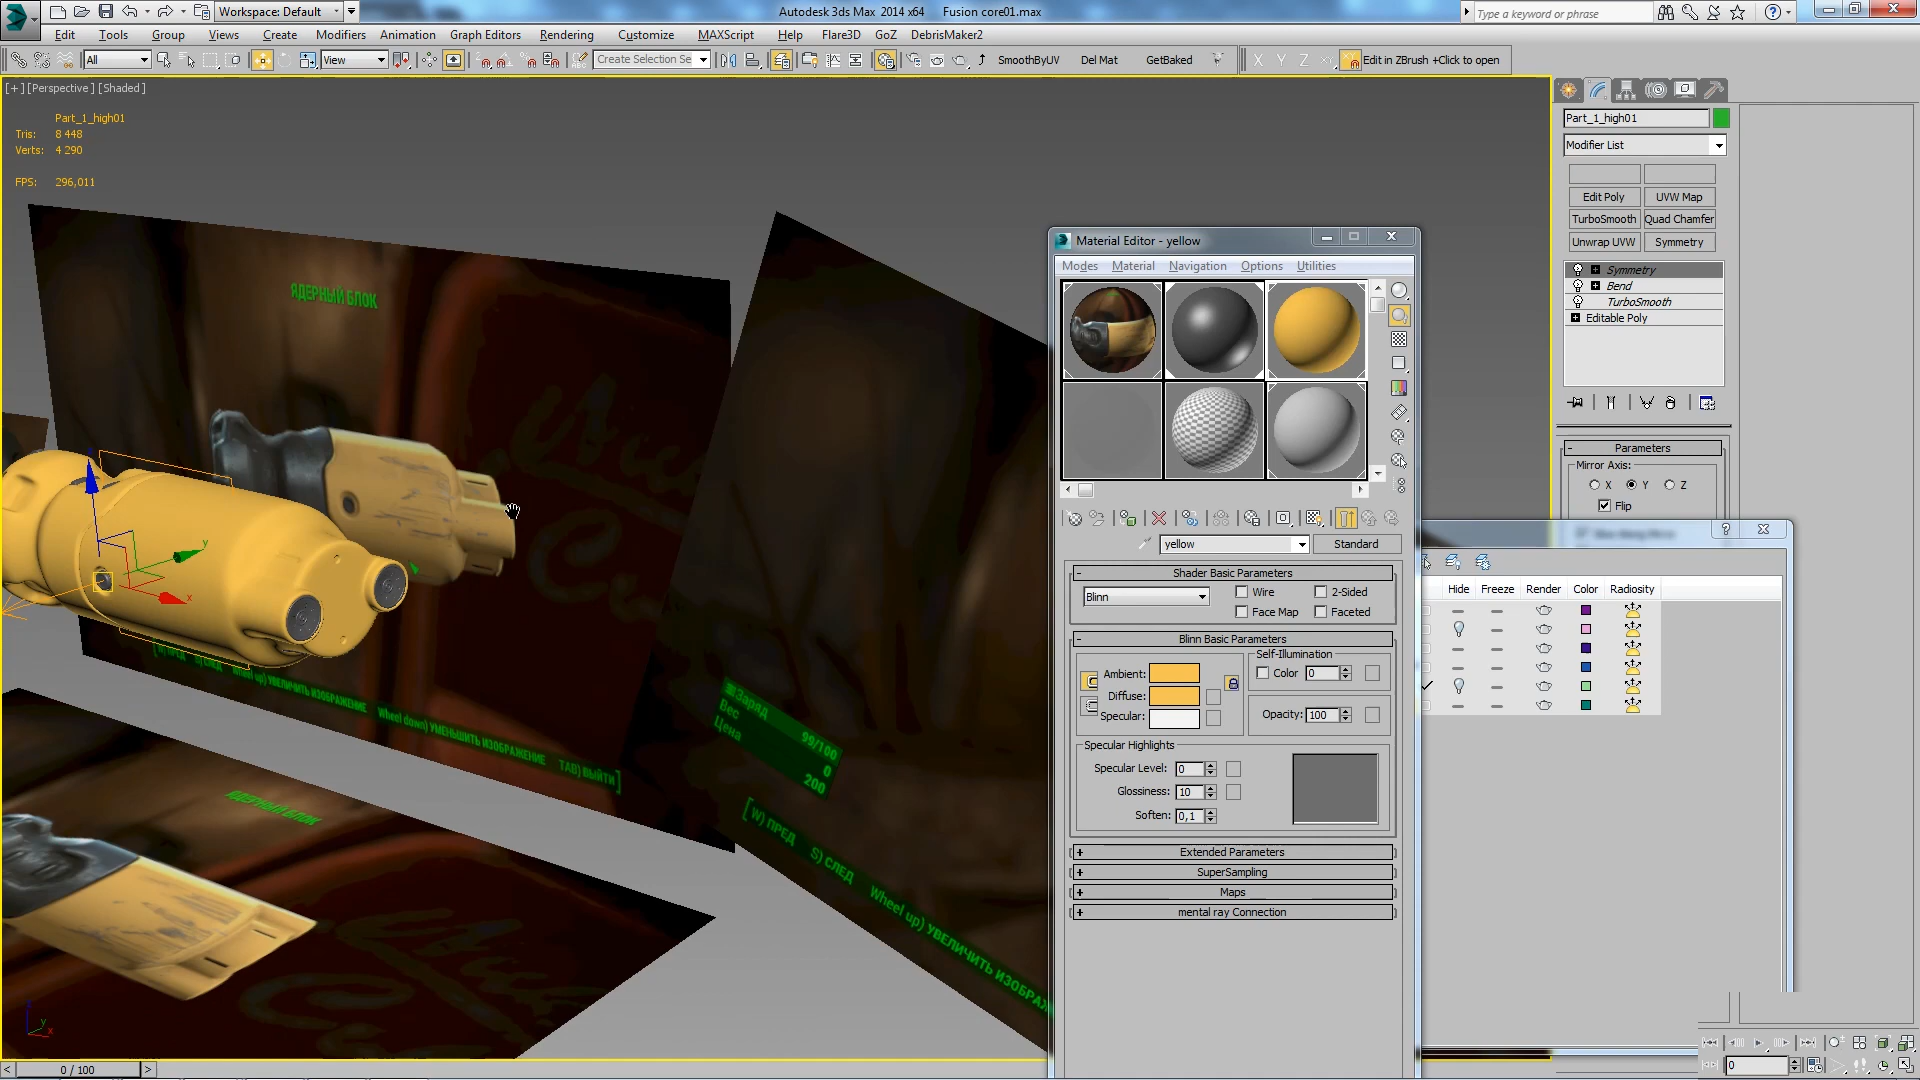 Workspace: Default
Autodesk 3ds Max 2014 x64 Fusion core01.max
Type a keyword or phrase
Edit Tools Group Views Create Modifiers Animation Graph Editors Rendering Customize MAXScript Help Flare3D GoZ DebrisMaker2
All View Create Selection Se SmoothByUV Del Mat GetBaked X Y Z Edit in ZBrush +Click to open
[+] [Perspective ] [Shaded ]
Part_1_high01
Tris: 8 448
Verts: 4 290
FPS: 296,011
ЯДЕРНЫЙ БЛОК
Wheel up) УВЕЛИЧИТЬ ИЗОБРАЖЕНИЕ Wheel down) УМЕНЬШИТЬ ИЗОБРАЖЕНИЕ TAB) ВЫЙТИ]
ЯДЕРНЫЙ БЛОК
Заряд 99/100
Вес 0
Цена 200
[W) ПРЕД S) СЛЕД Wheel up) УВЕЛИЧИТЬ ИЗОБРАЖ
Material Editor - yellow
Modes Material Navigation Options Utilities
yellow Standard
- Shader Basic Parameters
Blinn Wire 2-Sided
Face Map Faceted
- Blinn Basic Parameters
Self-Illumination
Ambient: Color 0
Diffuse:
Specular: Opacity: 100
Specular Highlights
Specular Level: 0
Glossiness: 10
Soften: 0,1
+ Extended Parameters
+ SuperSampling
+ Maps
+ mental ray Connection
Part_1_high01
Modifier List
Edit Poly UVW Map
TurboSmooth Quad Chamfer
Unwrap UVW Symmetry
Symmetry
Bend
TurboSmooth
Editable Poly
- Parameters
Mirror Axis:
X Y Z
Flip
Hide Freeze Render Color Radiosity
< 0 / 100 >
0